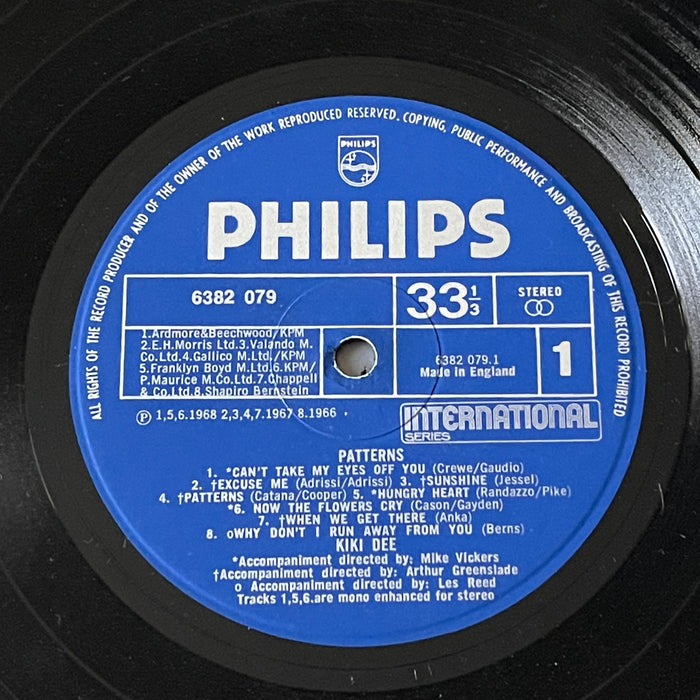 ALL RIGHTS OF THE RECORD PRODUCER AND OF THE OWNER OF THE WORK REPRODUCED RESERVED. COPYING, PUBLIC PERFORMANCE AND BROADCASTING OF THIS RECORD PROHIBITED
PHILIPS
PHILIPS
6382 079
33 1/3
STEREO
1.Ardmore&Beechwood/KPM
2.E.H.Morris Ltd.3.Valando M.
Co.Ltd.4.Gallico M.Ltd./KPM
5.Franklyn Boyd M.Ltd.6.KPM/
P.Maurice M.Co.Ltd.7.Chappell
& Co.Ltd.8.Shapiro Bernstein
6382 079.1
Made in England
1
℗ 1,5,6.1968 2,3,4,7.1967 8.1966 .
INTERNATIONAL
SERIES
PATTERNS
1. *CAN'T TAKE MY EYES OFF YOU (Crewe/Gaudio)
2. †EXCUSE ME (Adrissi/Adrissi) 3. †SUNSHINE (Jessel)
4. †PATTERNS (Catana/Cooper) 5. *HUNGRY HEART (Randazzo/Pike)
*6. NOW THE FLOWERS CRY (Cason/Gayden)
7. †WHEN WE GET THERE (Anka)
8. oWHY DON'T I RUN AWAY FROM YOU (Berns)
KIKI DEE
*Accompaniment directed by: Mike Vickers
†Accompaniment directed by: Arthur Greenslade
o Accompaniment directed by: Les Reed
Tracks 1,5,6.are mono enhanced for stereo